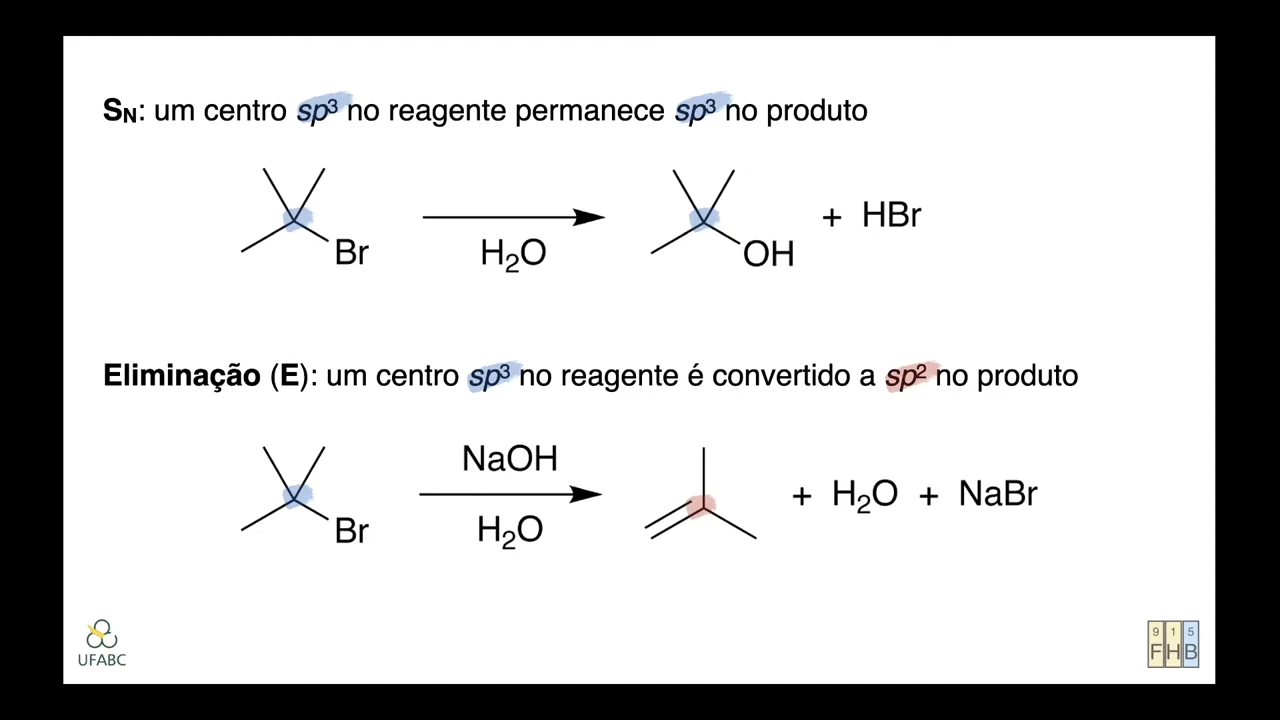 S_N: um centro sp³ no reagente permanece sp³ no produto
Br
H₂O
OH
+ HBr
Eliminação (E): um centro sp³ no reagente é convertido a sp² no produto
Br
NaOH
H₂O
+ H₂O + NaBr
UFABC
9 1 5
F H B